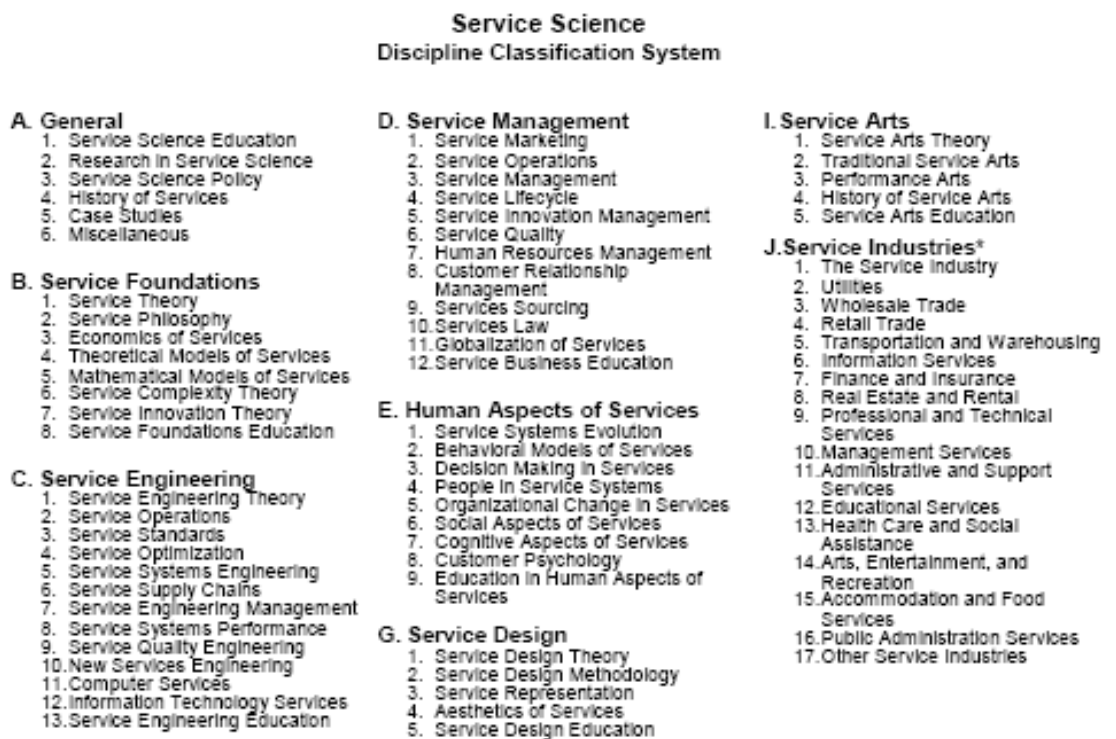 Service Science
Discipline Classification System
A. General
1. Service Science Education
2. Research in Service Science
3. Service Science Policy
4. History of Services
5. Case Studies
6. Miscellaneous
B. Service Foundations
1. Service Theory
2. Service Philosophy
3. Economics of Services
4. Theoretical Models of Services
5. Mathematical Models of Services
6. Service Complexity Theory
7. Service Innovation Theory
8. Service Foundations Education
C. Service Engineering
1. Service Engineering Theory
2. Service Operations
3. Service Standards
4. Service Optimization
5. Service Systems Engineering
6. Service Supply Chains
7. Service Engineering Management
8. Service Systems Performance
9. Service Quality Engineering
10.New Services Engineering
11.Computer Services
12.Information Technology Services
13.Service Engineering Education
D. Service Management
1. Service Marketing
2. Service Operations
3. Service Management
4. Service Lifecycle
5. Service Innovation Management
6. Service Quality
7. Human Resources Management
8. Customer Relationship
Management
9. Services Sourcing
10.Services Law
11.Globalization of Services
12.Service Business Education
E. Human Aspects of Services
1. Service Systems Evolution
2. Behavioral Models of Services
3. Decision Making in Services
4. People in Service Systems
5. Organizational Change in Services
6. Social Aspects of Services
7. Cognitive Aspects of Services
8. Customer Psychology
9. Education in Human Aspects of
Services
G. Service Design
1. Service Design Theory
2. Service Design Methodology
3. Service Representation
4. Aesthetics of Services
5. Service Design Education
I. Service Arts
1. Service Arts Theory
2. Traditional Service Arts
3. Performance Arts
4. History of Service Arts
5. Service Arts Education
J.Service Industries*
1. The Service Industry
2. Utilities
3. Wholesale Trade
4. Retail Trade
5. Transportation and Warehousing
6. Information Services
7. Finance and Insurance
8. Real Estate and Rental
9. Professional and Technical
Services
10.Management Services
11.Administrative and Support
Services
12.Educational Services
13.Health Care and Social
Assistance
14.Arts, Entertainment, and
Recreation
15.Accommodation and Food
Services
16.Public Administration Services
17.Other Service Industries